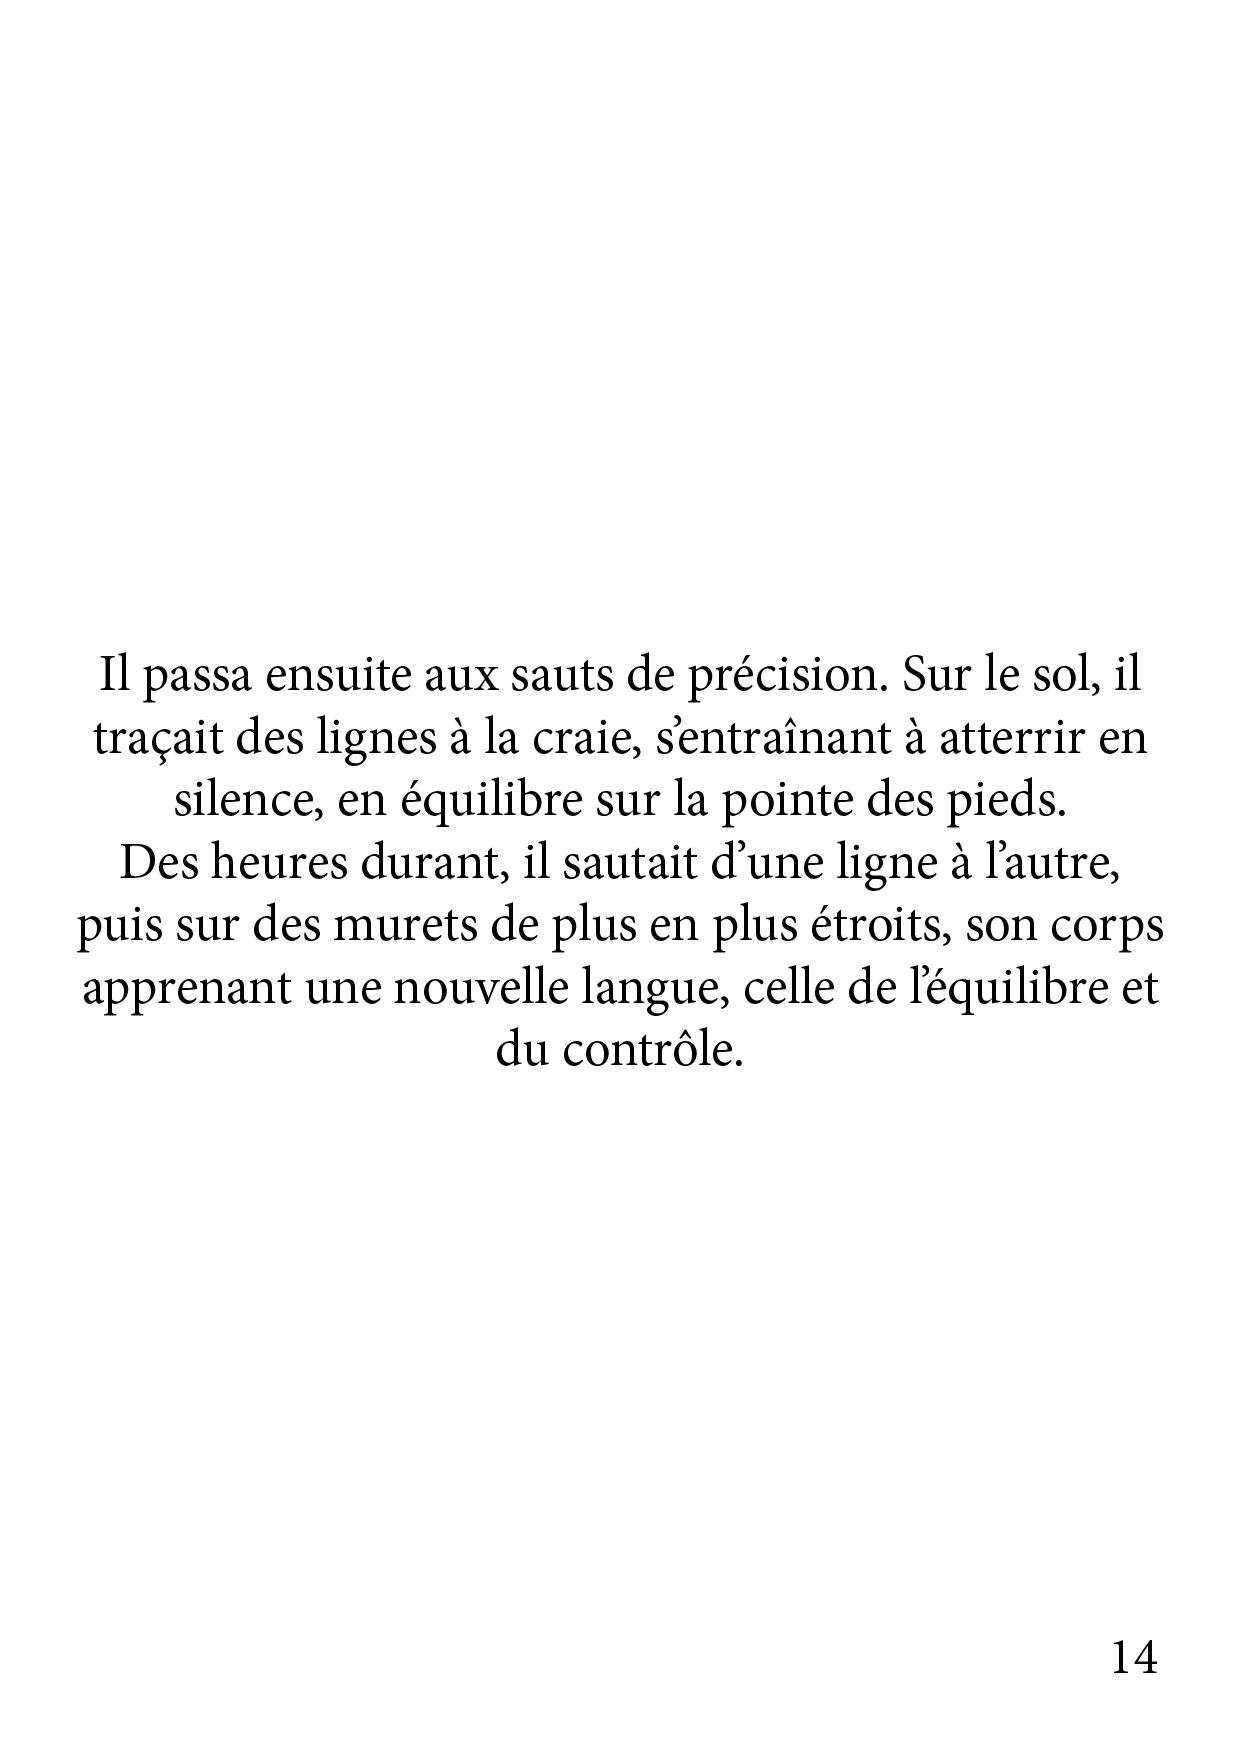 Il passa ensuite aux sauts de précision. Sur le sol, il
traçait des lignes à la craie, s’entraînant à atterrir en
silence, en équilibre sur la pointe des pieds.
Des heures durant, il sautait d’une ligne à l’autre,
puis sur des murets de plus en plus étroits, son corps
apprenant une nouvelle langue, celle de l’équilibre et
du contrôle.
14